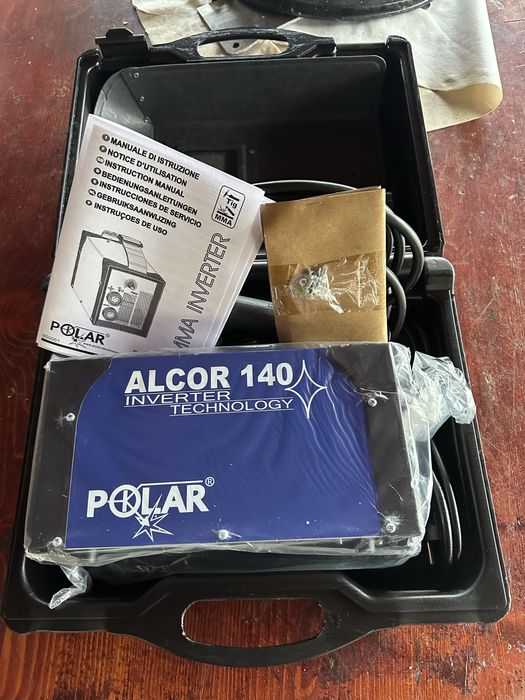 MANUALE DI ISTRUZIONE
NOTICE D'UTILISATION
INSTRUCTION MANUAL
BEDIENUNGSANLEITUNGEN
INSTRUCCIONES DE SERVICIO
GEBRUIKSAANWIJZING
INSTRUÇOES DE USO
Tig
MMA
MMA INVERTER
POLAR®
ALCOR 140
INVERTER
TECHNOLOGY
POLAR®